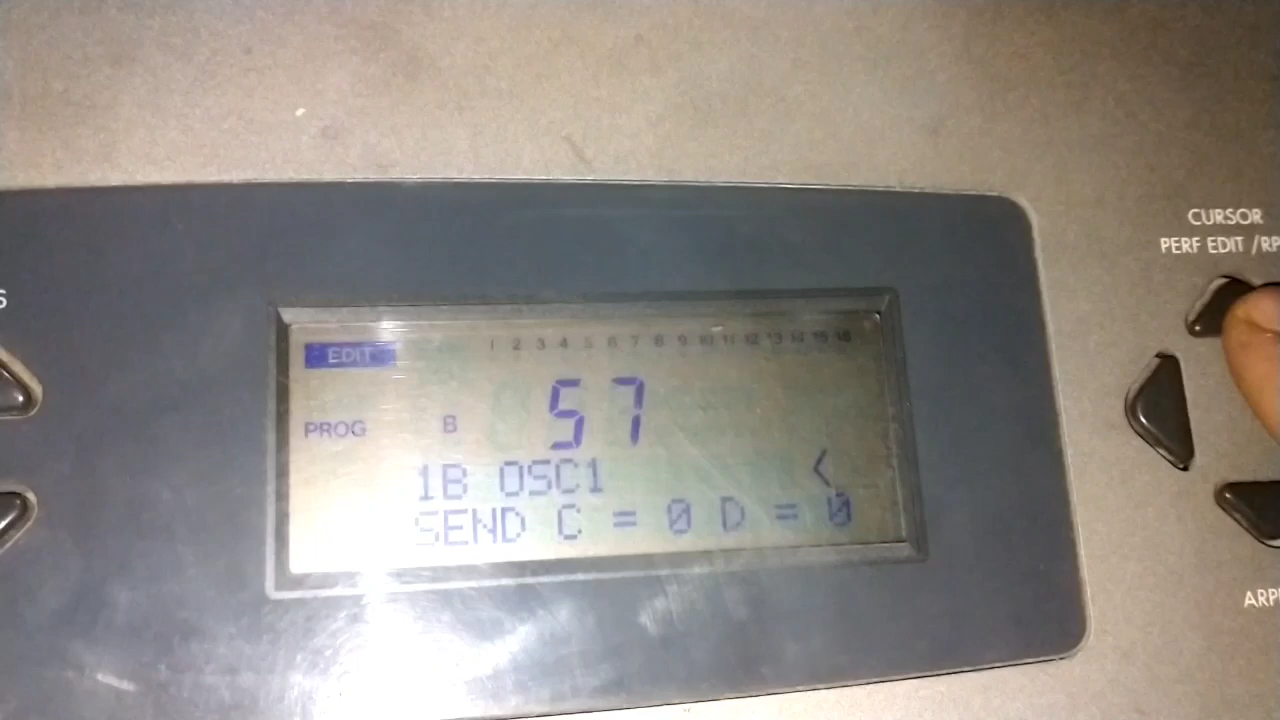 CURSOR
PERF EDIT /RP
S
EDIT 1 2 3 4 5 6 7 8 9 10 11 12 13 14 15 16
PROG B 57
1B OSC1 <
SEND C = 0 D = 0
ARP